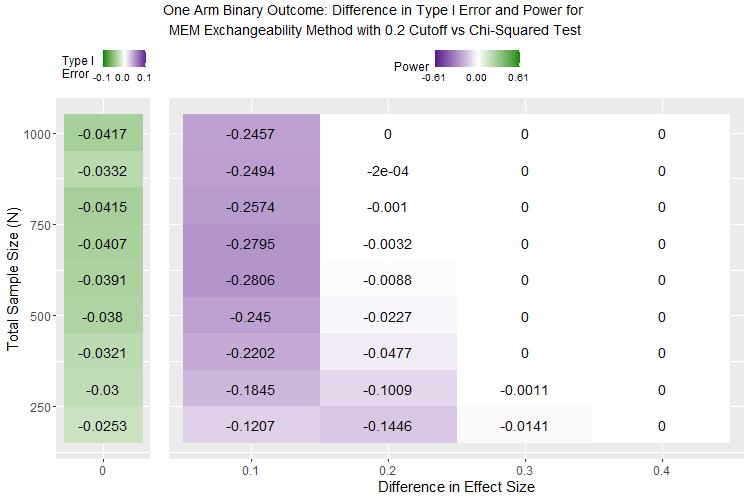 One Arm Binary Outcome: Difference in Type I Error and Power for
MEM Exchangeability Method with 0.2 Cutoff vs Chi-Squared Test
Type I
Error
-0.1 0.0 0.1
Power
-0.61 0.00 0.61
Total Sample Size (N)
1000 -0.0417 -0.2457 0 0 0
-0.0332 -0.2494 -2e-04 0 0
-0.0415 -0.2574 -0.001 0 0
750
-0.0407 -0.2795 -0.0032 0 0
-0.0391 -0.2806 -0.0088 0 0
500 -0.038 -0.245 -0.0227 0 0
-0.0321 -0.2202 -0.0477 0 0
-0.03 -0.1845 -0.1009 -0.0011 0
250
-0.0253 -0.1207 -0.1446 -0.0141 0
0 0.1 0.2 0.3 0.4
Difference in Effect Size